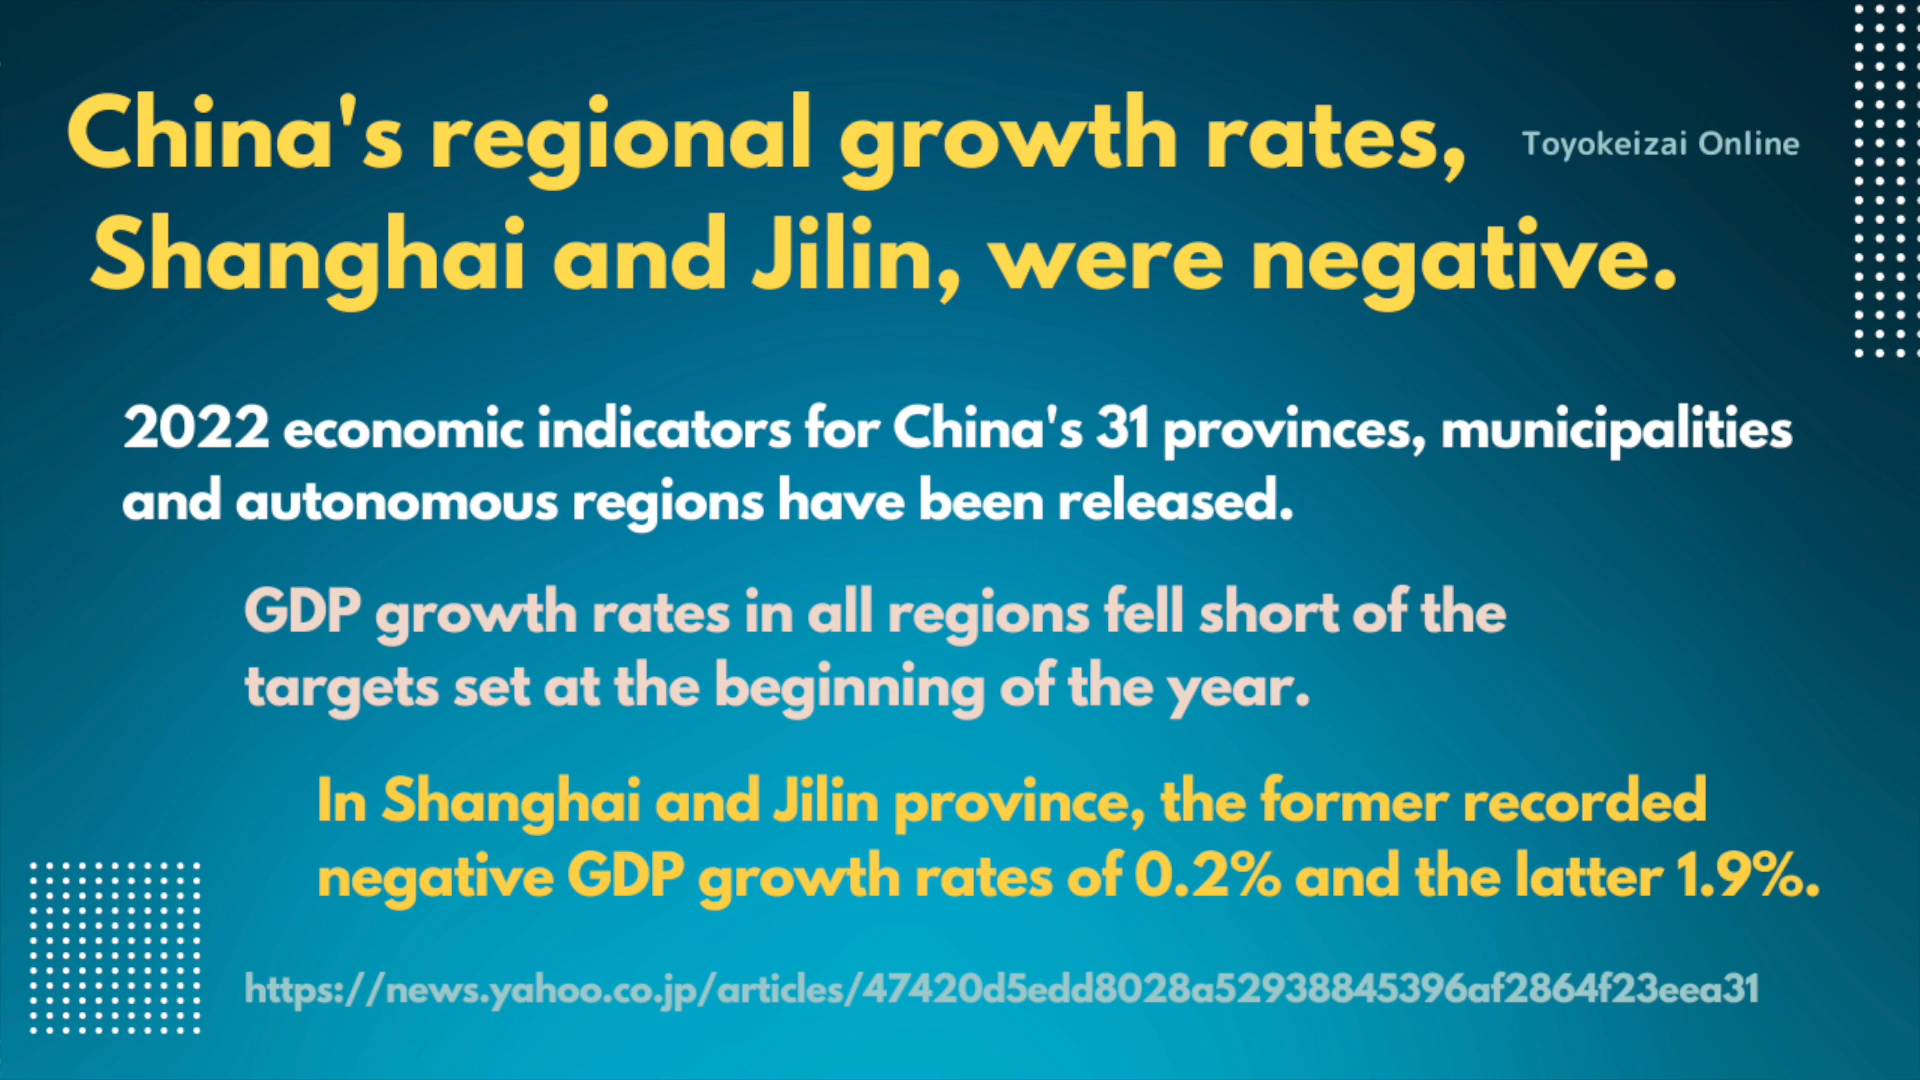 China's regional growth rates,
Toyokeizai Online
Shanghai and Jilin, were negative.
2022 economic indicators for China's 31 provinces, municipalities
and autonomous regions have been released.
GDP growth rates in all regions fell short of the
targets set at the beginning of the year.
In Shanghai and Jilin province, the former recorded
negative GDP growth rates of 0.2% and the latter 1.9%.
https://news.yahoo.co.jp/articles/47420d5edd8028a52938845396af2864f23eea31